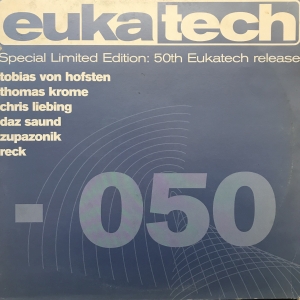 eukatech
Special Limited Edition: 50th Eukatech release
tobias von hofsten
thomas krome
chris liebing
daz saund
zupazonik
reck
- 050